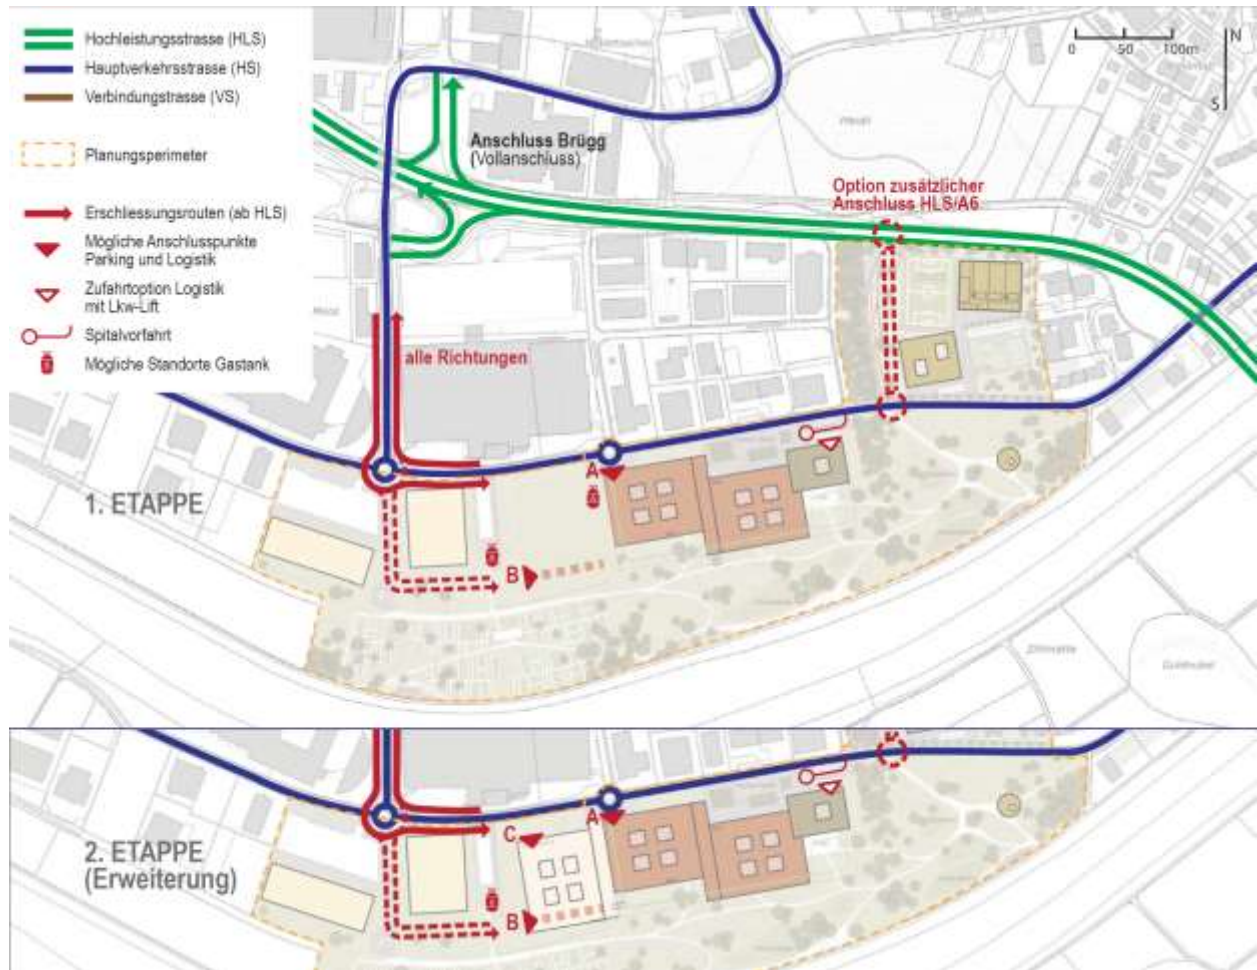 Hochleistungsstrasse (HLS)
Hauptverkehrsstrasse (HS)
Verbindungstrasse (VS)
Planungsperimeter
Erschliessungsrouten (ab HLS)
Mögliche Anschlusspunkte
Parking und Logistik
Zufahrtoption Logistik
mit Lkw-Lift
Spitalvorfahrt
Mögliche Standorte Gastank
0 50 100m
N
S
Anschluss Brügg
(Vollanschluss)
Option zusätzlicher
Anschluss HLS/A6
alle Richtungen
1. ETAPPE
A
B
2. ETAPPE
(Erweiterung)
C
A
B